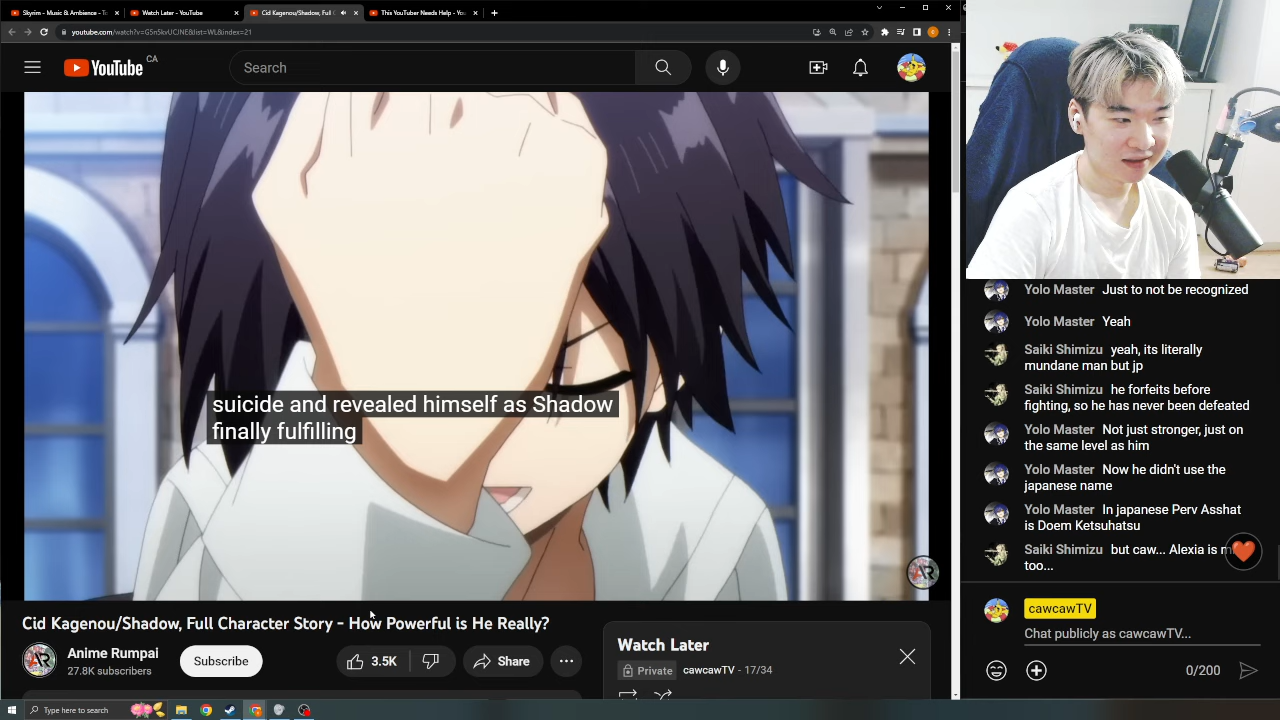 Skyrim - Music & Ambience - T
Watch Later - YouTube
Cid Kagenou/Shadow, Full C
This YouTuber Needs Help - Yo
youtube.com/watch?v=GSnSkvUCJNE&list=WL&index=21
YouTube CA
Search
suicide and revealed himself as Shadow
finally fulfilling
AR
Cid Kagenou/Shadow, Full Character Story - How Powerful is He Really?
AR
Anime Rumpai
27.8K subscribers
Subscribe
3.5K
Share
Watch Later
Private
cawcawTV - 17/34
Yolo Master Just to not be recognized
Yolo Master Yeah
Saiki Shimizu yeah, its literally
mundane man but jp
Saiki Shimizu he forfeits before
fighting, so he has never been defeated
Yolo Master Not just stronger, just on
the same level as him
Yolo Master Now he didn't use the
japanese name
Yolo Master In japanese Perv Asshat
is Doem Ketsuhatsu
Saiki Shimizu but caw... Alexia is m
too...
cawcawTV
Chat publicly as cawcawTV...
0/200
Type here to search